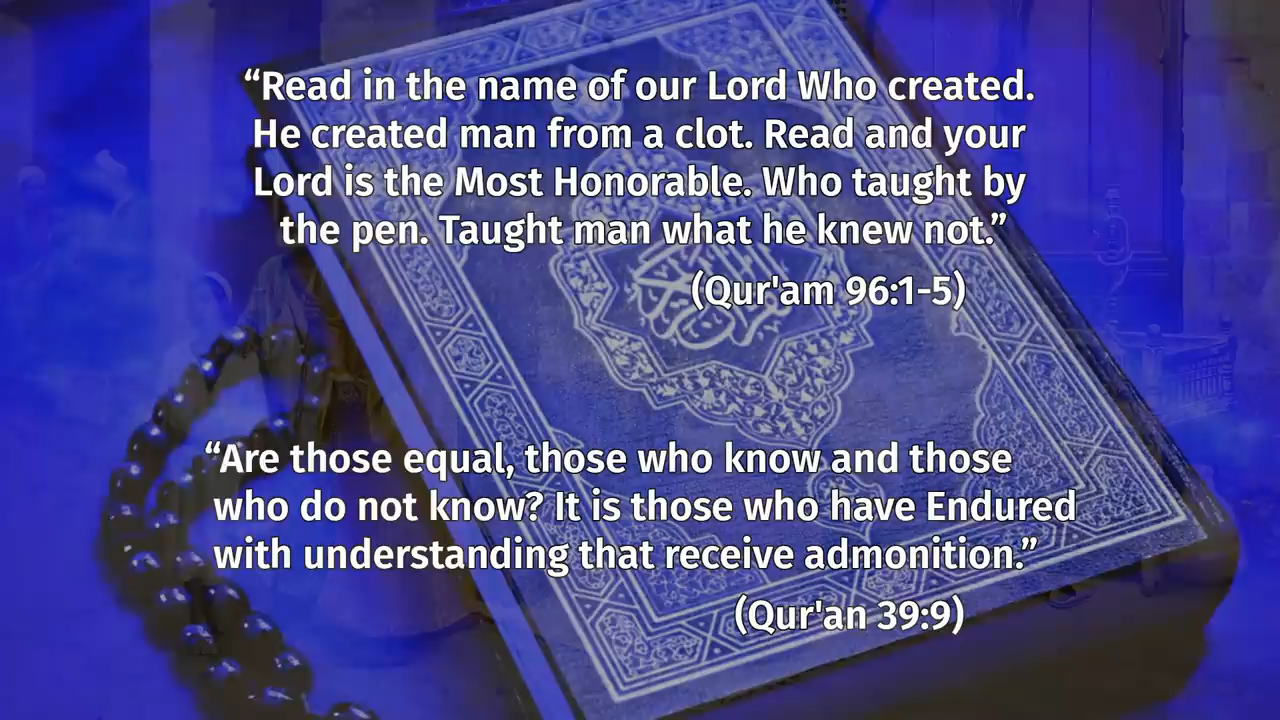 “Read in the name of our Lord Who created.
He created man from a clot. Read and your
Lord is the Most Honorable. Who taught by
the pen. Taught man what he knew not.”
(Qur'am 96:1-5)
“Are those equal, those who know and those
who do not know? It is those who have Endured
with understanding that receive admonition.”
(Qur'an 39:9)